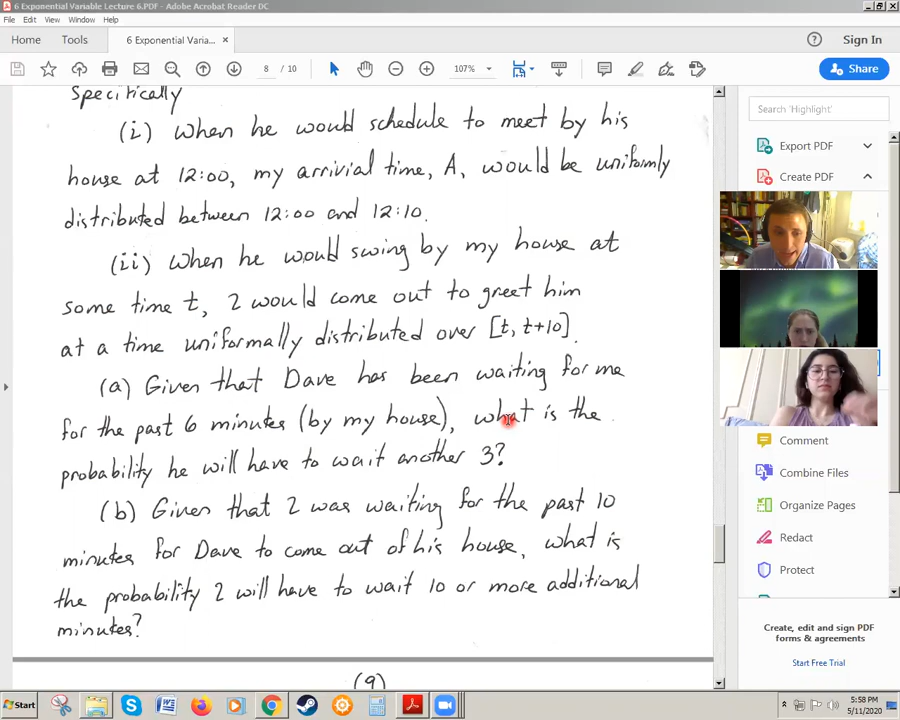 6 Exponential Variable Lecture 6.PDF - Adobe Acrobat Reader DC
File Edit View Window Help
Home Tools 6 Exponential Varia... × Sign In
8 / 10 107% Share
Specifically
(i) when he would schedule to meet by his
house at 12:00, my arrivial time, A, would be uniformly
distributed between 12:00 and 12:10.
(ii) when he would swing by my house at
some time t, I would come out to greet him
at a time uniformally distributed over [t, t+10].
(a) Given that Dave has been waiting for me
for the past 6 minutes (by my house), what is the
probability he will have to wait another 3?
(b) Given that I was waiting for the past 10
minutes for Dave to come out of his house, what is
the probability I will have to wait 10 or more additional
minutes?
(9)
Search 'Highlight'
Export PDF
Create PDF
Comment
Combine Files
Organize Pages
Redact
Protect
Create, edit and sign PDF
forms & agreements
Start Free Trial
Start
5:58 PM
5/11/2020